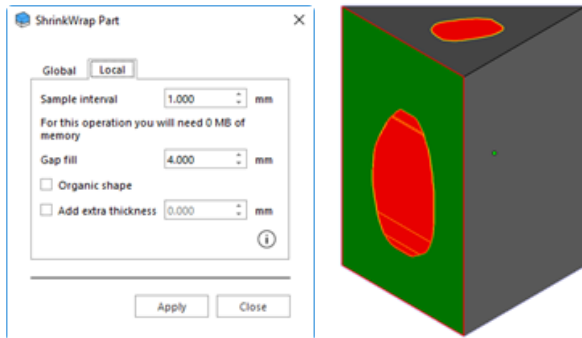 ShrinkWrap Part
Global Local
Sample interval 1.000 mm
For this operation you will need 0 MB of
memory
Gap fill 4.000 mm
Organic shape
Add extra thickness 0.000 mm
Apply Close